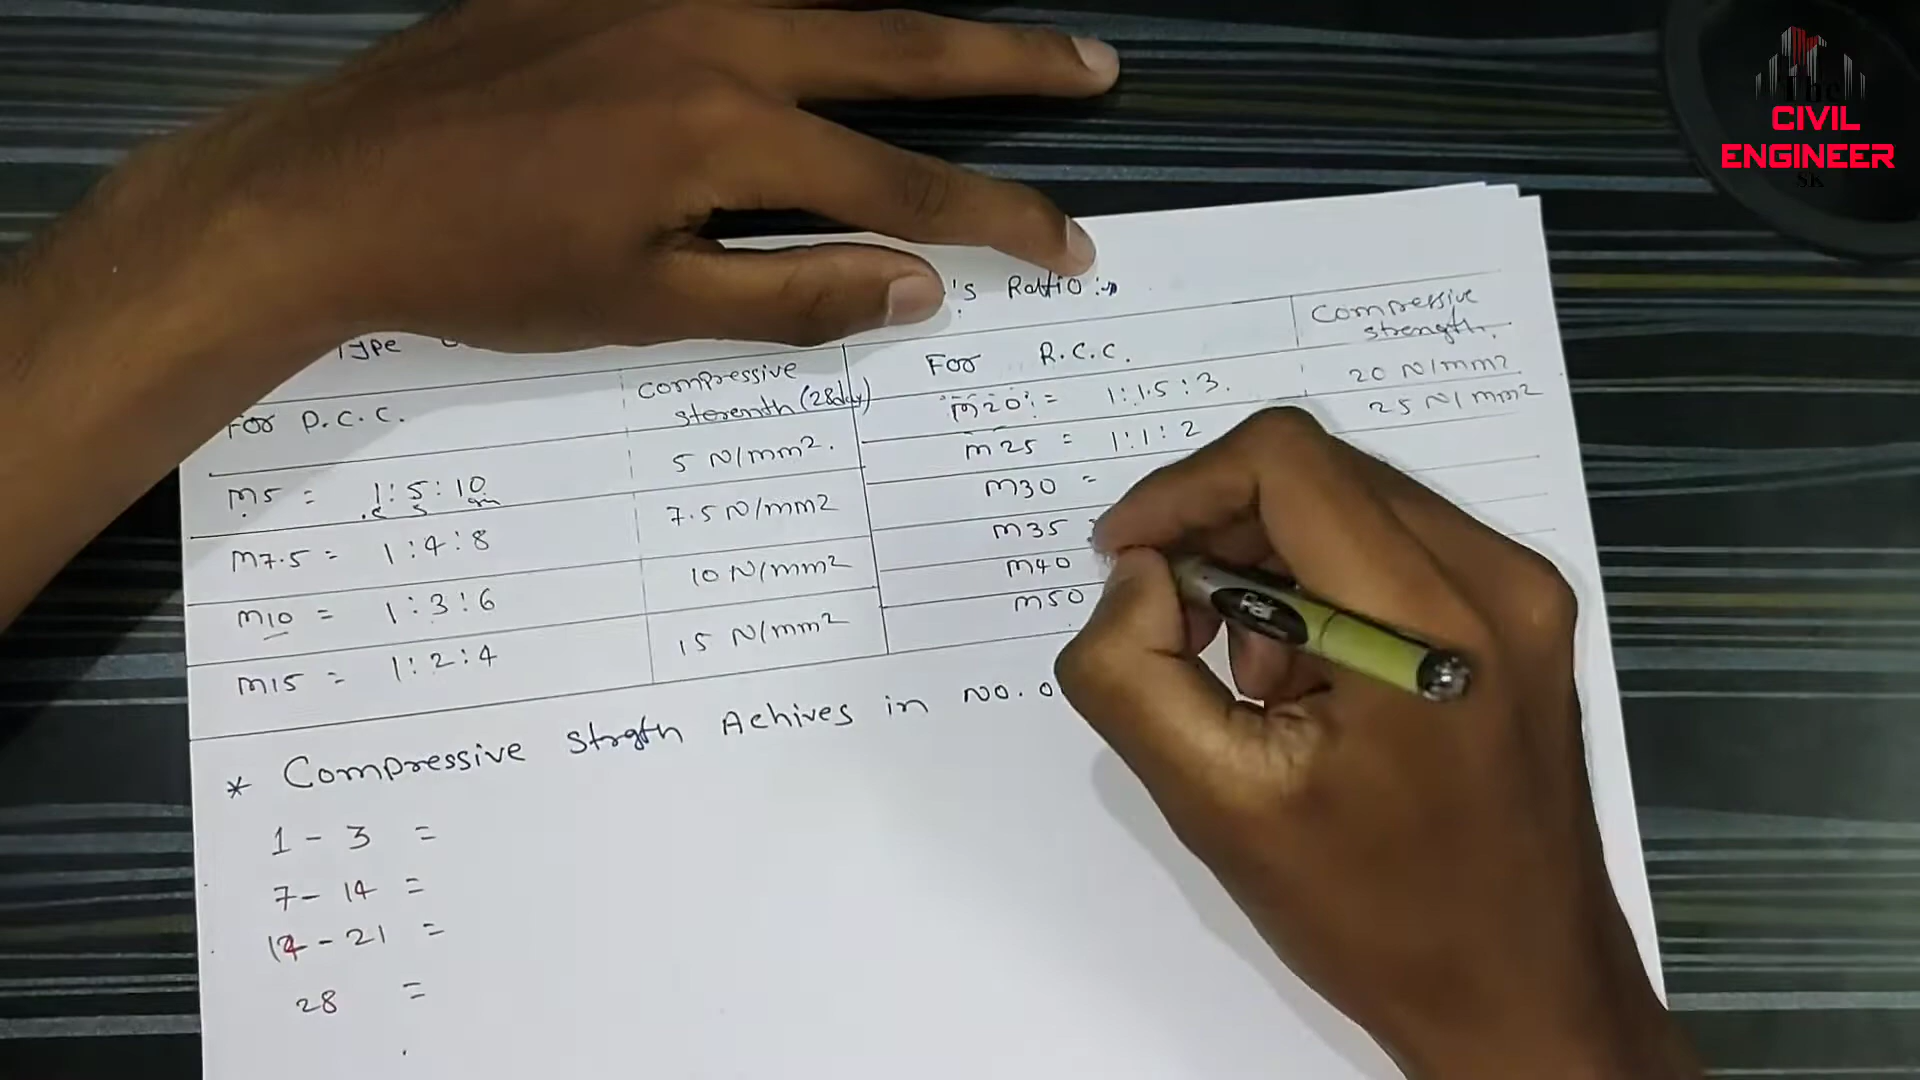 The
CIVIL
ENGINEER
SK
's Ratio:→
Type
For P.C.C.
compressive
sterenth (28day)
M5 = 1:5:10
c s
5 N/mm2.
M7.5 = 1:4:8
7.5 N/mm2
M10 = 1:3:6
10 N/mm2
M15 = 1:2:4
15 N/mm2
For R.C.C.
Compressive
strength.
M20 = 1:1.5:3.
20 N/mm2
M25 = 1:1:2
25 N/mm2
M30 =
M35
M40
M50
* Compressive Strgth Achives in No. o
1 - 3 =
7 - 14 =
14 - 21 =
28 =
Flair